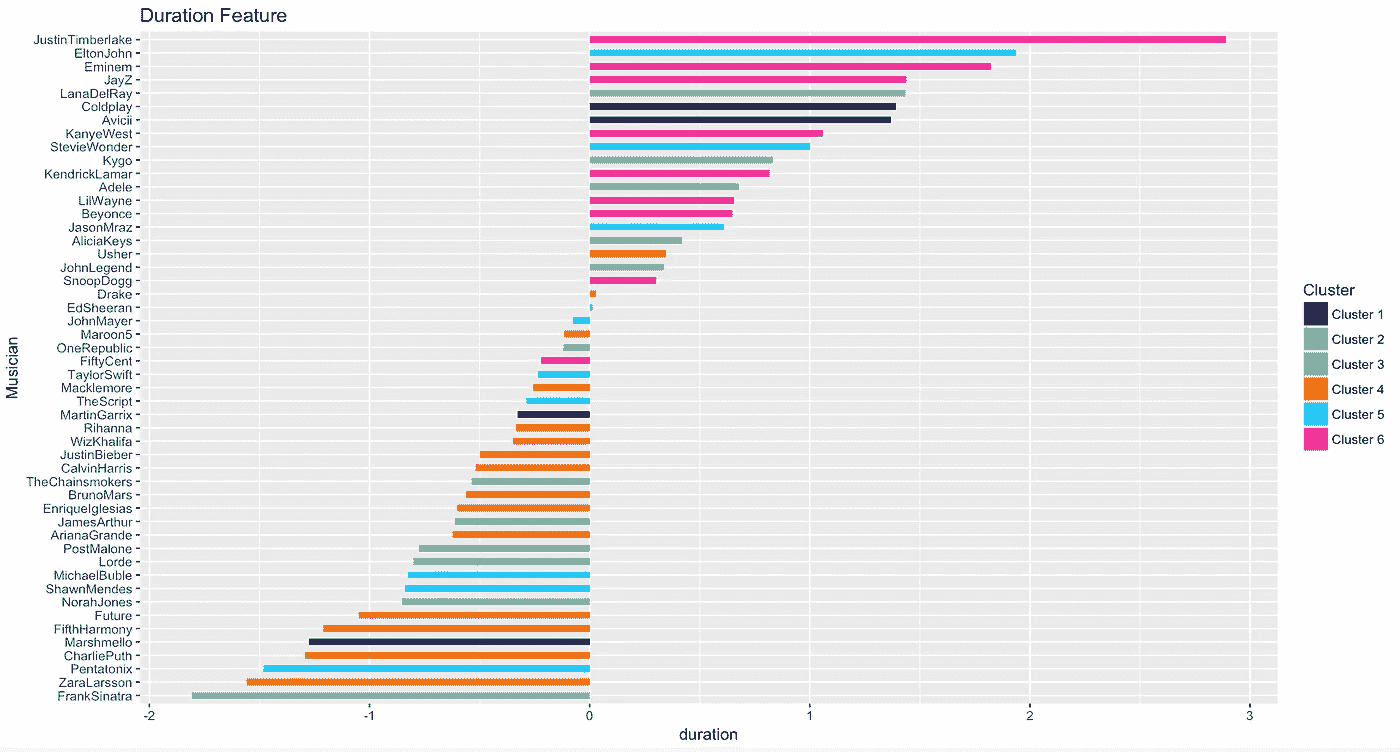 Duration Feature
Musician
JustinTimberlake
EltonJohn
Eminem
JayZ
LanaDelRay
Coldplay
Avicii
KanyeWest
StevieWonder
Kygo
KendrickLamar
Adele
LilWayne
Beyonce
JasonMraz
AliciaKeys
Usher
JohnLegend
SnoopDogg
Drake
EdSheeran
JohnMayer
Maroon5
OneRepublic
FiftyCent
TaylorSwift
Macklemore
TheScript
MartinGarrix
Rihanna
WizKhalifa
JustinBieber
CalvinHarris
TheChainsmokers
BrunoMars
EnriqueIglesias
JamesArthur
ArianaGrande
PostMalone
Lorde
MichaelBuble
ShawnMendes
NorahJones
Future
FifthHarmony
Marshmello
CharliePuth
Pentatonix
ZaraLarsson
FrankSinatra
-2 -1 0 1 2 3
duration
Cluster
Cluster 1
Cluster 2
Cluster 3
Cluster 4
Cluster 5
Cluster 6